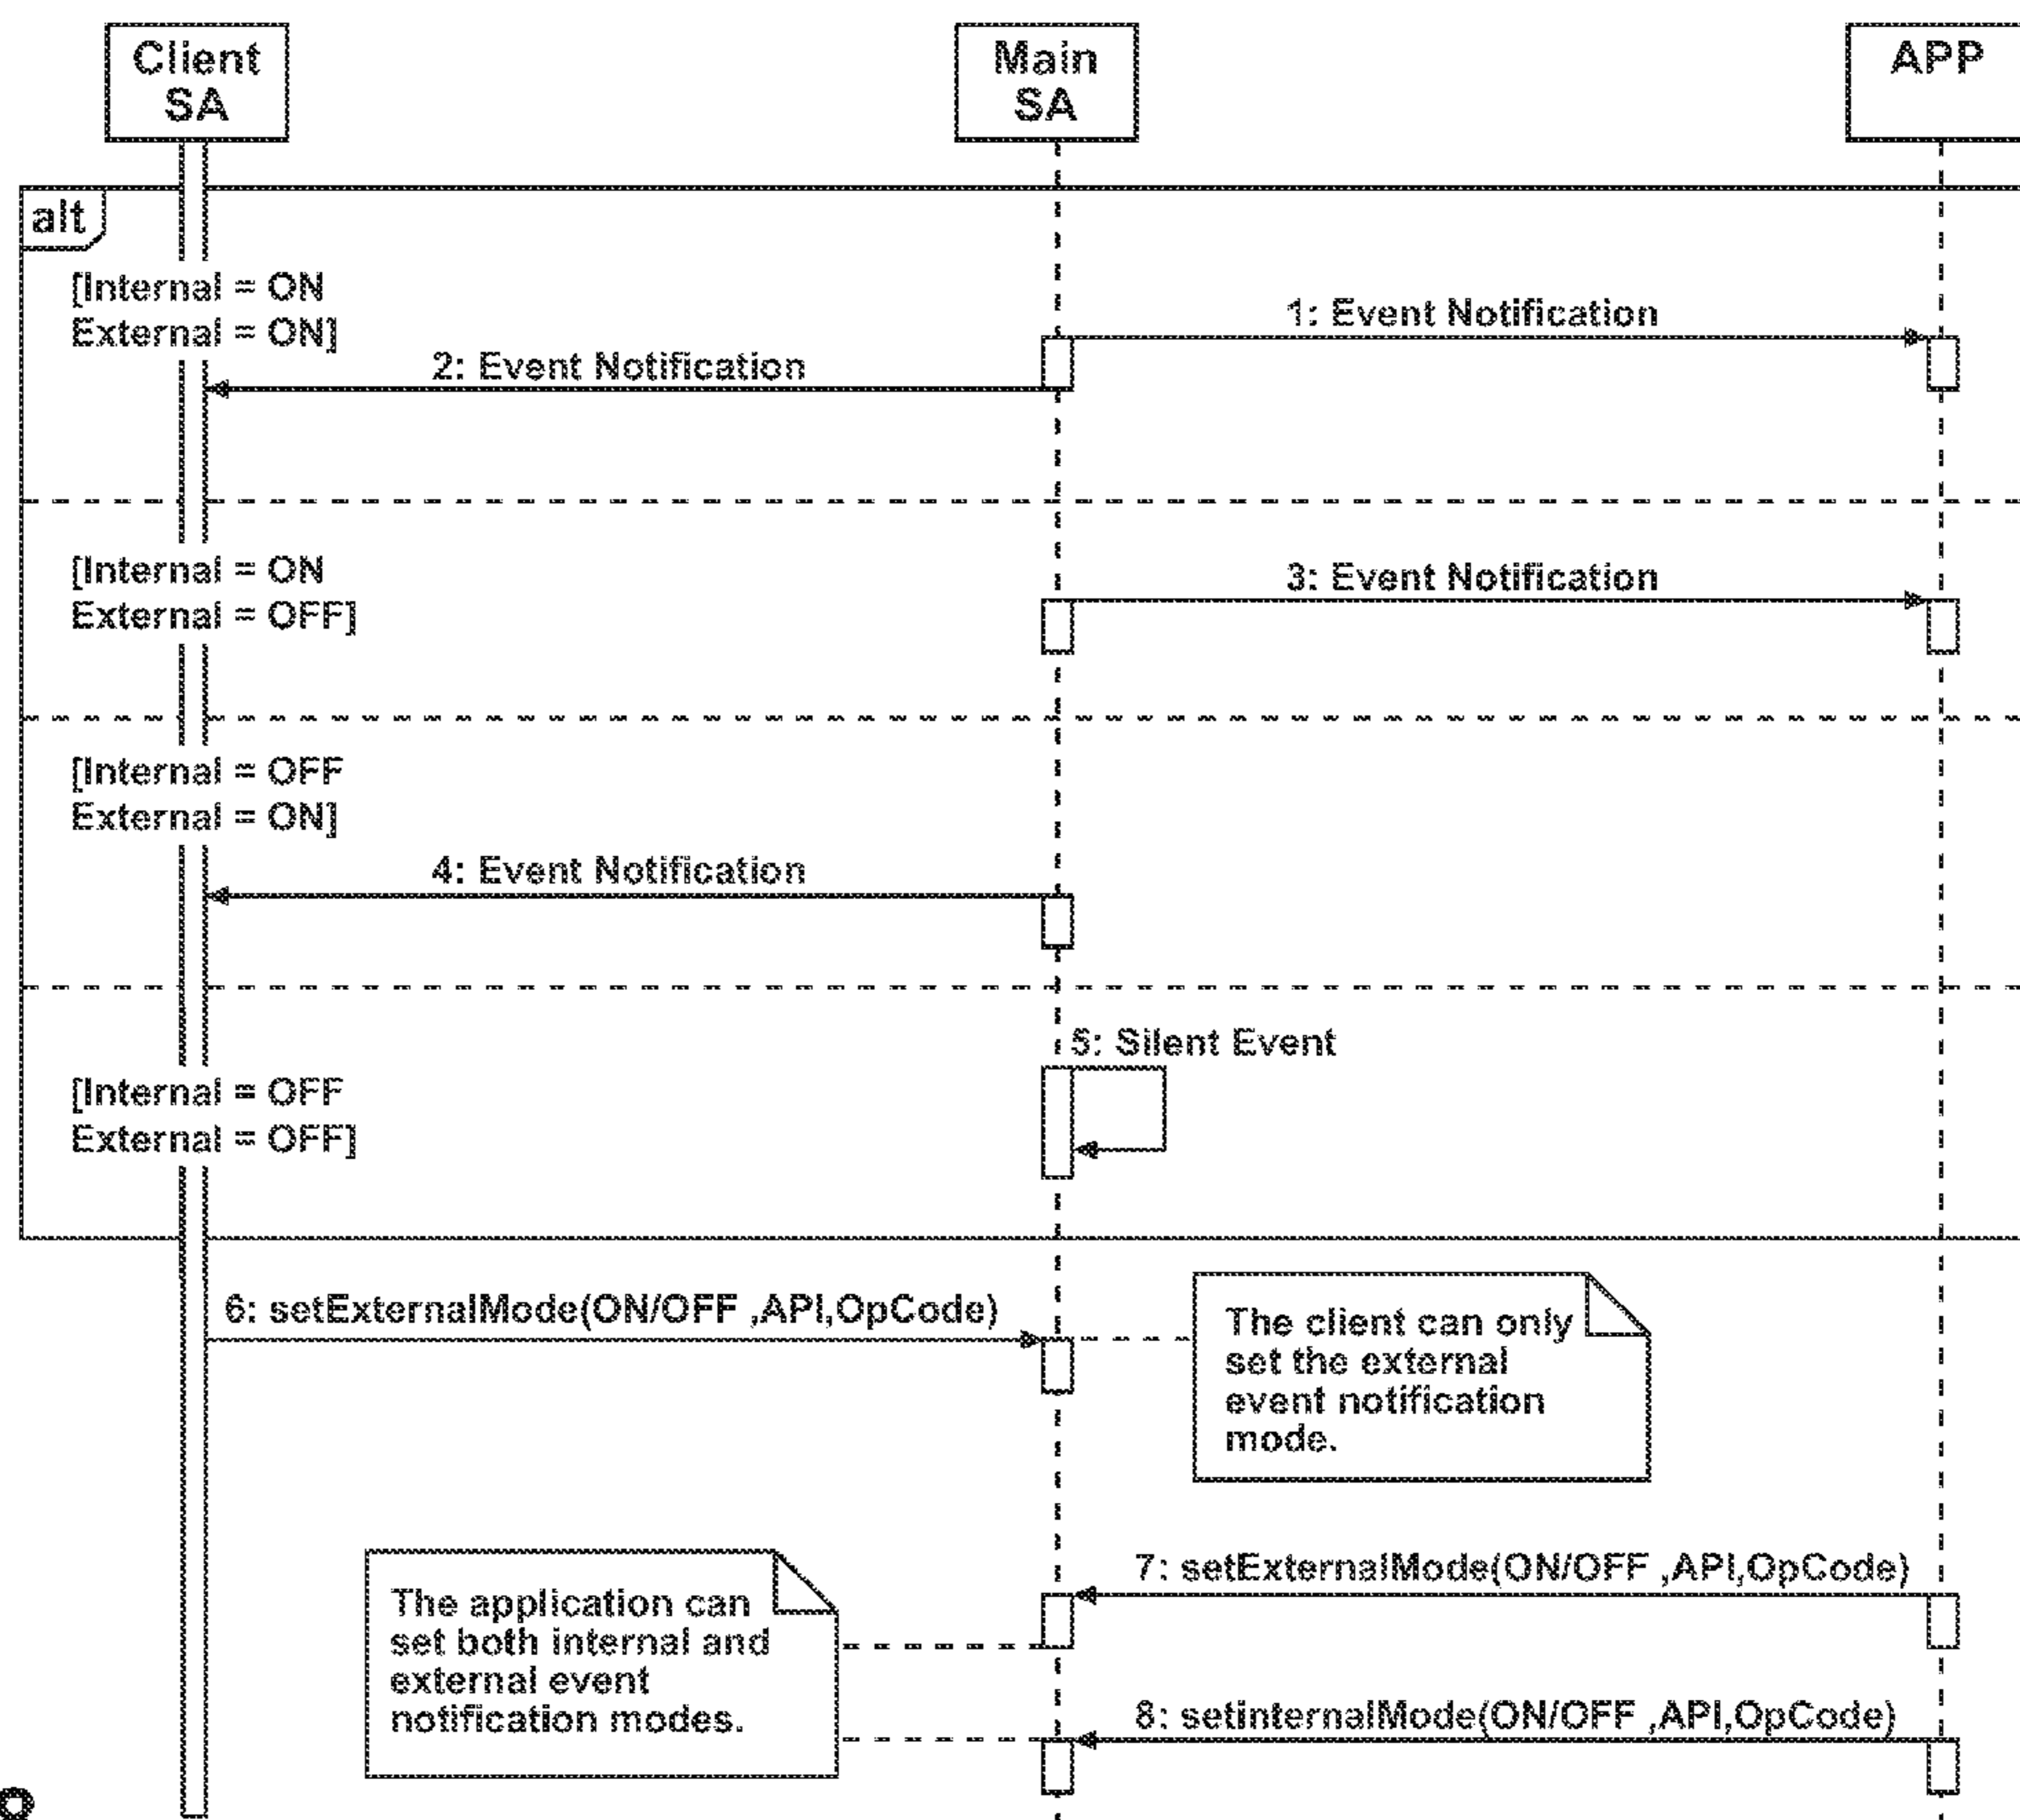 Client
SA
Main
SA
APP
alt
[Internal = ON
External = ON]
1: Event Notification
2: Event Notification
[Internal = ON
External = OFF]
3: Event Notification
[Internal = OFF
External = ON]
4: Event Notification
5: Silent Event
[Internal = OFF
External = OFF]
6: setExternalMode(ON/OFF ,API,OpCode)
The client can only
set the external
event notification
mode.
7: setExternalMode(ON/OFF ,API,OpCode)
The application can
set both internal and
external event
notification modes.
8: setinternalMode(ON/OFF ,API,OpCode)